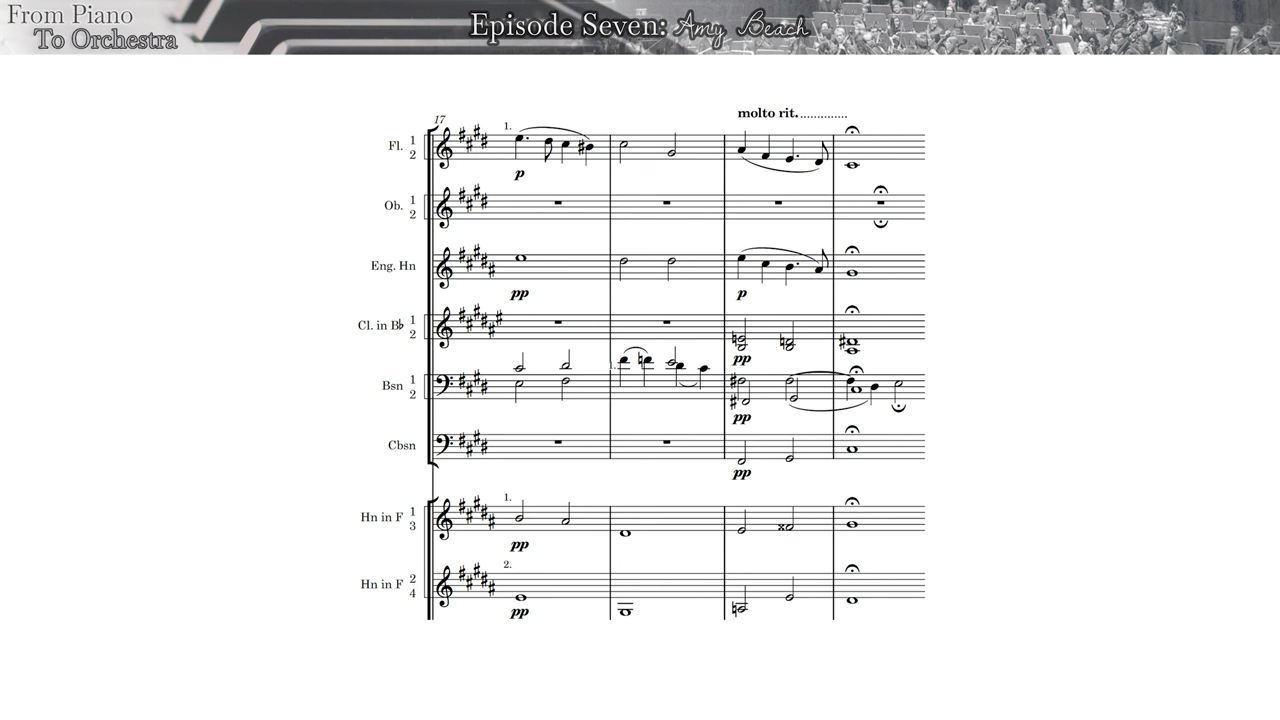 From Piano
To Orchestra
Episode Seven: Amy Beach
molto rit.............
17
Fl. 1
2
1.
p
Ob. 1
2
Eng. Hn
pp
p
Cl. in B♭ 1
2
pp
Bsn 1
2
1.
pp
Cbsn
pp
Hn in F 1
3
1.
pp
Hn in F 2
4
2.
pp